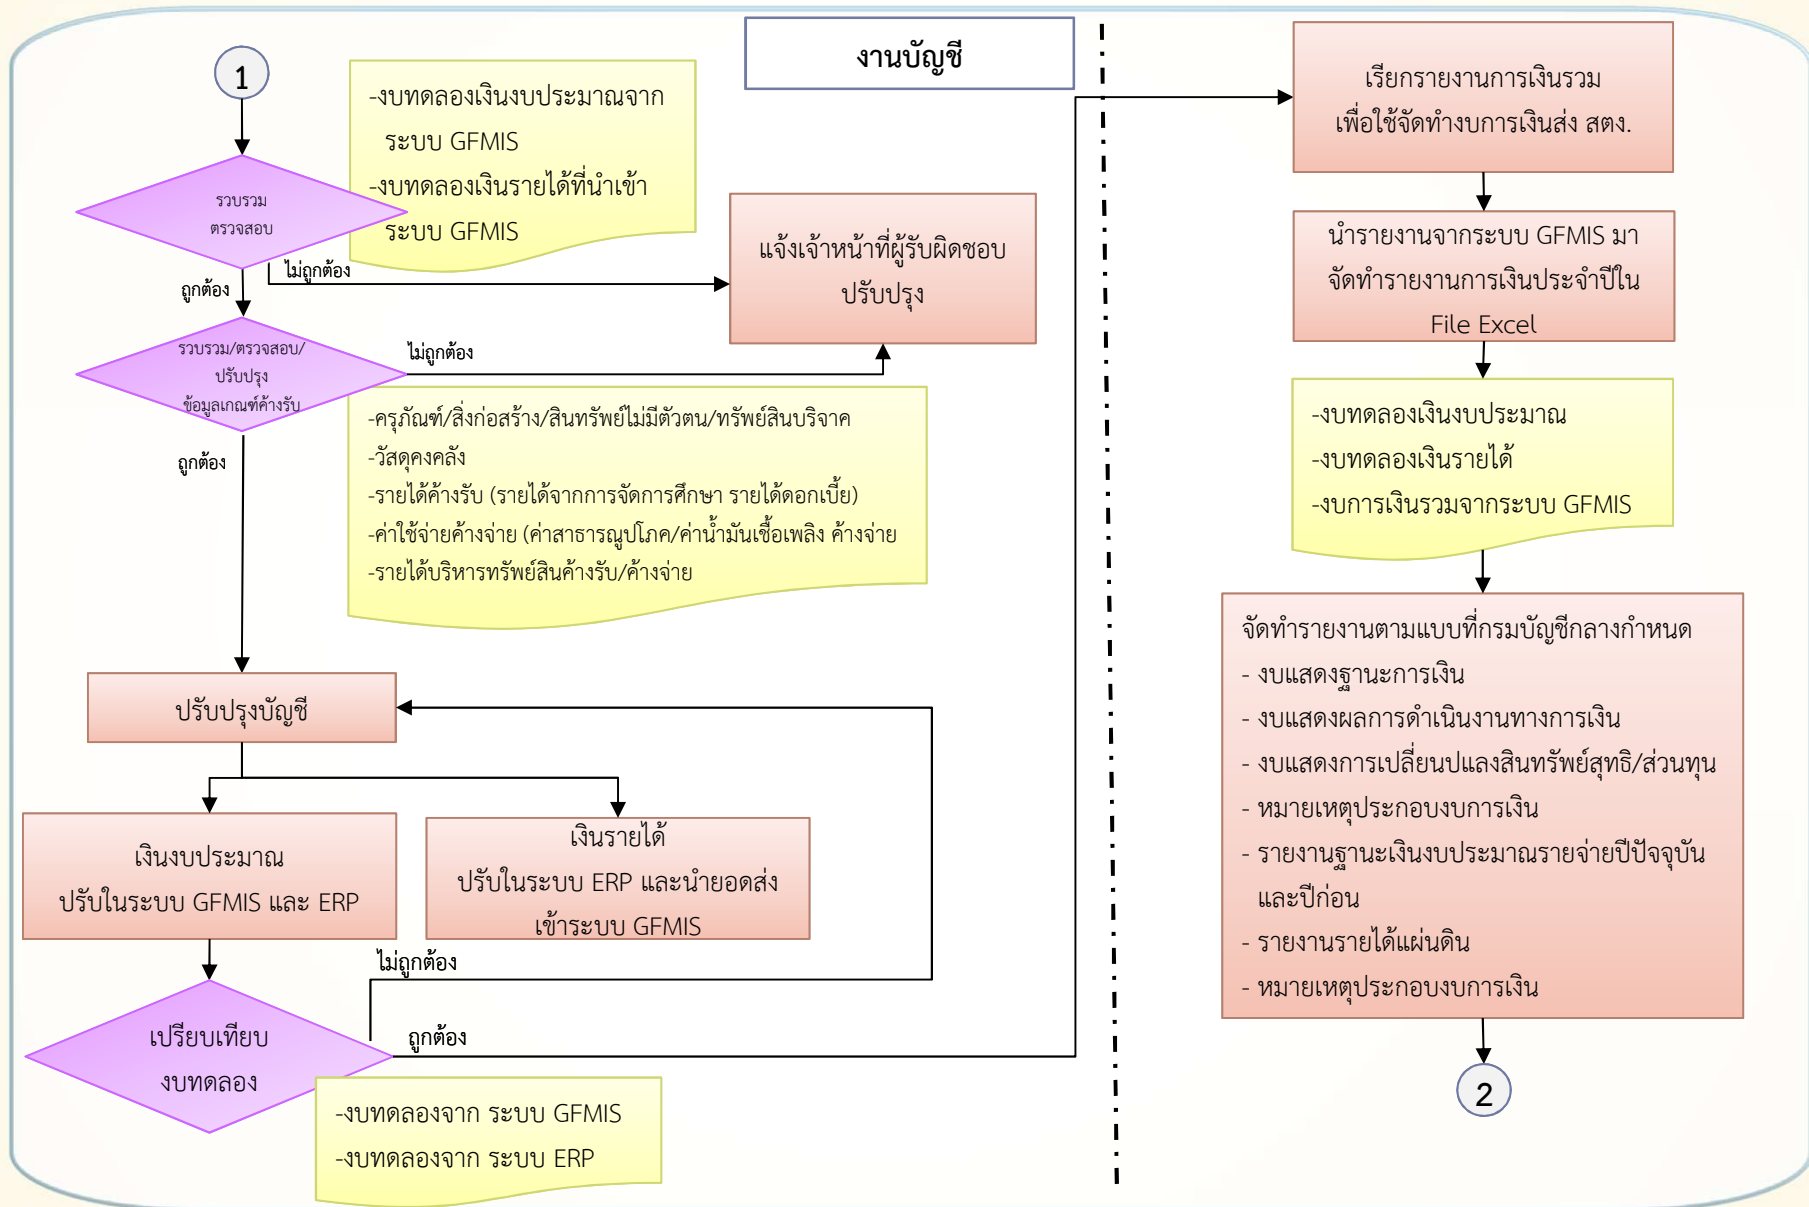 งานบัญชี
1
-งบทดลองเงินงบประมาณจาก
ระบบ GFMIS
-งบทดลองเงินรายได้ที่นำเข้า
ระบบ GFMIS
รวบรวม
ตรวจสอบ
ไม่ถูกต้อง
ถูกต้อง
แจ้งเจ้าหน้าที่ผู้รับผิดชอบ
ปรับปรุง
รวบรวม/ตรวจสอบ/
ปรับปรุง
ข้อมูลเกณฑ์ค้างรับ
ไม่ถูกต้อง
ถูกต้อง
-ครุภัณฑ์/สิ่งก่อสร้าง/สินทรัพย์ไม่มีตัวตน/ทรัพย์สินบริจาค
-วัสดุคงคลัง
-รายได้ค้างรับ (รายได้จากการจัดการศึกษา รายได้ดอกเบี้ย)
-ค่าใช้จ่ายค้างจ่าย (ค่าสาธารณูปโภค/ค่าน้ำมันเชื้อเพลิง ค้างจ่าย
-รายได้บริหารทรัพย์สินค้างรับ/ค้างจ่าย
ปรับปรุงบัญชี
เงินงบประมาณ
ปรับในระบบ GFMIS และ ERP
เงินรายได้
ปรับในระบบ ERP และนำยอดส่ง
เข้าระบบ GFMIS
ไม่ถูกต้อง
เปรียบเทียบ
งบทดลอง
ถูกต้อง
-งบทดลองจาก ระบบ GFMIS
-งบทดลองจาก ระบบ ERP
เรียกรายงานการเงินรวม
เพื่อใช้จัดทำงบการเงินส่ง สตง.
นำรายงานจากระบบ GFMIS มา
จัดทำรายงานการเงินประจำปีใน
File Excel
-งบทดลองเงินงบประมาณ
-งบทดลองเงินรายได้
-งบการเงินรวมจากระบบ GFMIS
จัดทำรายงานตามแบบที่กรมบัญชีกลางกำหนด
- งบแสดงฐานะการเงิน
- งบแสดงผลการดำเนินงานทางการเงิน
- งบแสดงการเปลี่ยนปแลงสินทรัพย์สุทธิ/ส่วนทุน
- หมายเหตุประกอบงบการเงิน
- รายงานฐานะเงินงบประมาณรายจ่ายปีปัจจุบัน
และปีก่อน
- รายงานรายได้แผ่นดิน
- หมายเหตุประกอบงบการเงิน
2